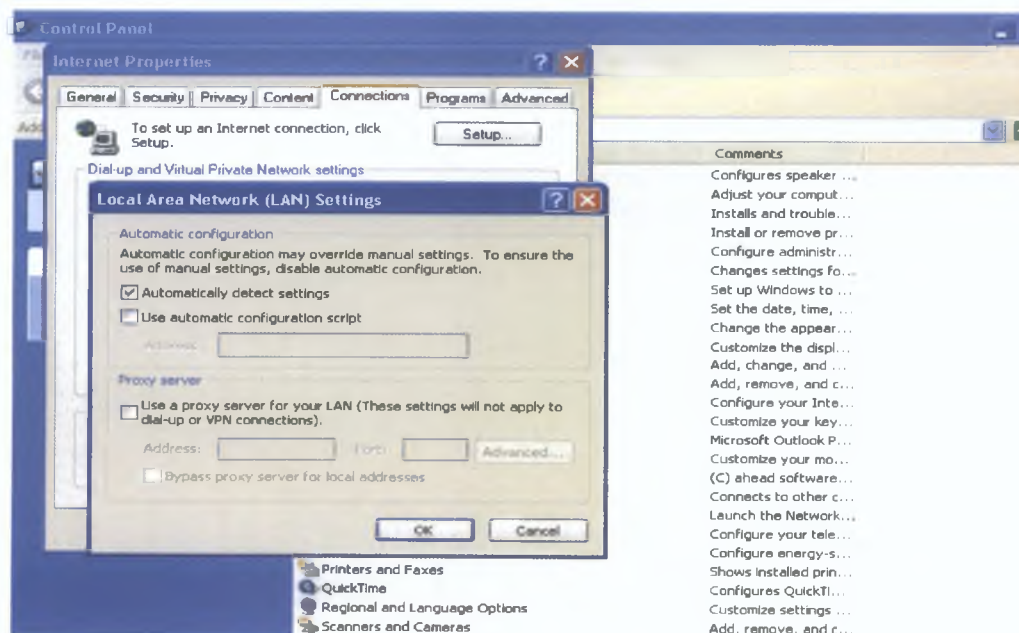 Control Panel
Internet Properties
General Security Privacy Content Connections Programs Advanced
To set up an Internet connection, click
Setup.
Setup...
Dial-up and Virtual Private Network settings
Local Area Network (LAN) Settings
Automatic configuration
Automatic configuration may override manual settings. To ensure the
use of manual settings, disable automatic configuration.
Automatically detect settings
Use automatic configuration script
Address:
Proxy server
Use a proxy server for your LAN (These settings will not apply to
dial-up or VPN connections).
Address: Port: Advanced...
Bypass proxy server for local addresses
OK Cancel
Comments
Configures speaker ...
Adjust your comput...
Installs and trouble...
Install or remove pr...
Configure administr...
Changes settings fo...
Set up Windows to ...
Set the date, time, ...
Change the appear...
Customize the displ...
Add, change, and ...
Add, remove, and c...
Configure your Inte...
Customize your key...
Microsoft Outlook P...
Customize your mo...
(C) ahead software...
Connects to other c...
Launch the Network...
Configure your tele...
Configure energy-s...
Printers and Faxes Shows installed prin...
QuickTime Configures QuickTi...
Regional and Language Options Customize settings ...
Scanners and Cameras Add, remove, and c...